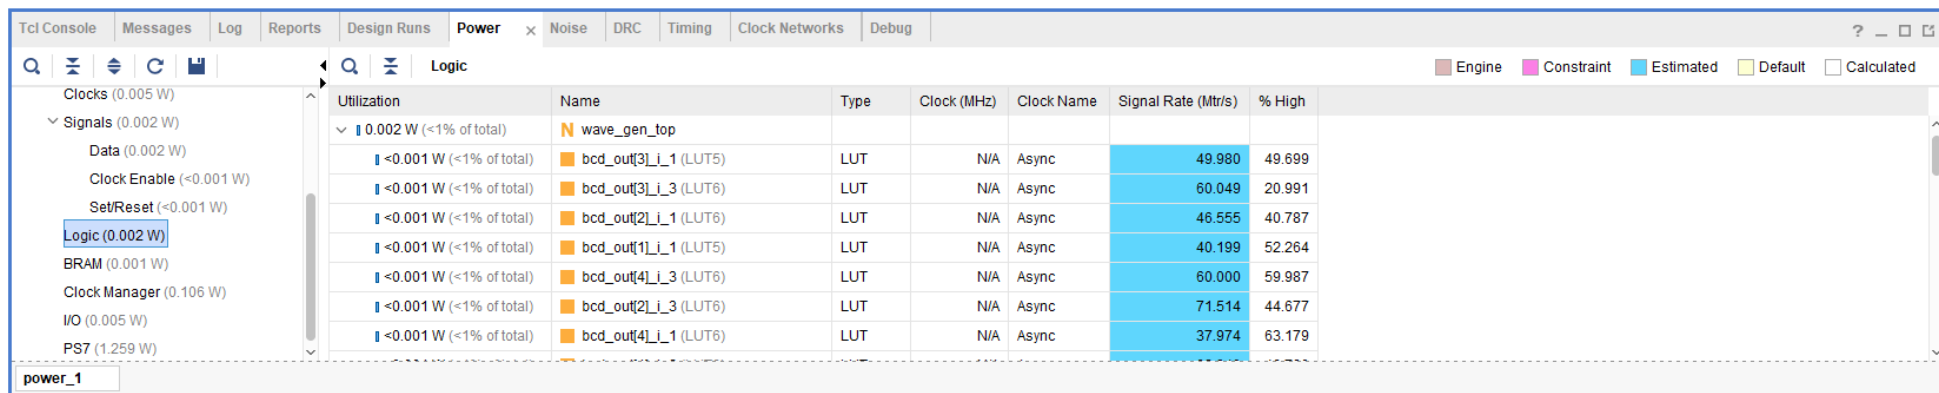 Tcl Console Messages Log Reports Design Runs Power × Noise DRC Timing Clock Networks Debug ?
Logic Engine Constraint Estimated Default Calculated
Clocks (0.005 W)
Signals (0.002 W)
Data (0.002 W)
Clock Enable (<0.001 W)
Set/Reset (<0.001 W)
Logic (0.002 W)
BRAM (0.001 W)
Clock Manager (0.106 W)
I/O (0.005 W)
PS7 (1.259 W)
Utilization Name Type Clock (MHz) Clock Name Signal Rate (Mtr/s) % High
0.002 W (<1% of total) N wave_gen_top
<0.001 W (<1% of total) bcd_out[3]_i_1 (LUT5) LUT N/A Async 49.980 49.699
<0.001 W (<1% of total) bcd_out[3]_i_3 (LUT6) LUT N/A Async 60.049 20.991
<0.001 W (<1% of total) bcd_out[2]_i_1 (LUT6) LUT N/A Async 46.555 40.787
<0.001 W (<1% of total) bcd_out[1]_i_1 (LUT5) LUT N/A Async 40.199 52.264
<0.001 W (<1% of total) bcd_out[4]_i_3 (LUT6) LUT N/A Async 60.000 59.987
<0.001 W (<1% of total) bcd_out[2]_i_3 (LUT6) LUT N/A Async 71.514 44.677
<0.001 W (<1% of total) bcd_out[4]_i_1 (LUT6) LUT N/A Async 37.974 63.179
power_1